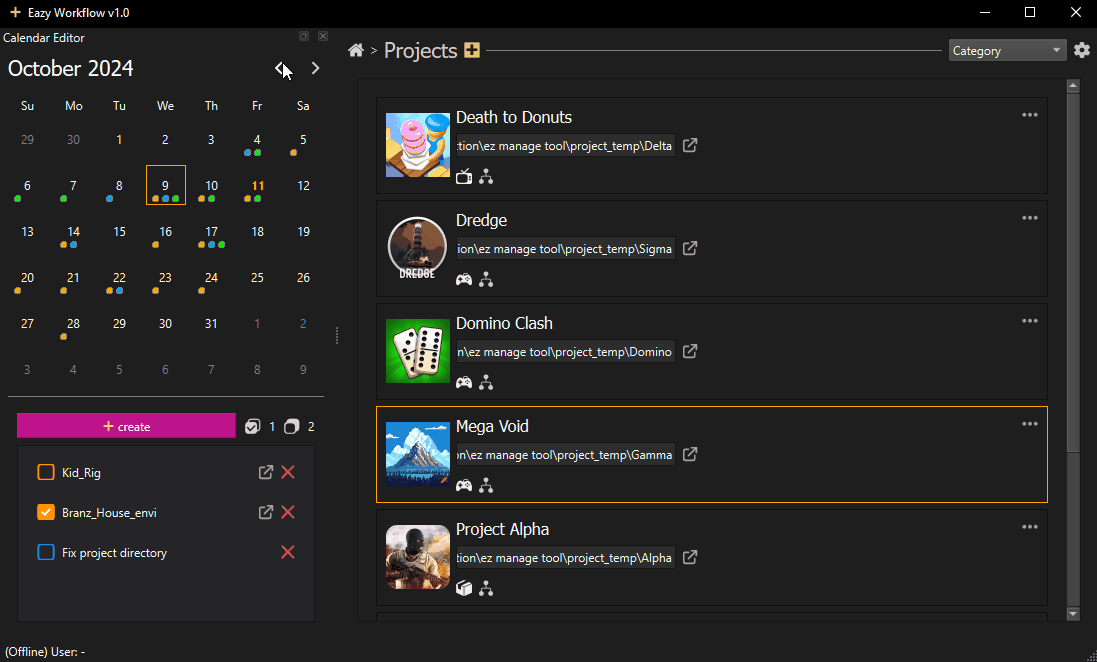 Eazy Workflow v1.0
Calendar Editor
October 2024
Su Mo Tu We Th Fr Sa
29 30 1 2 3 4 5
6 7 8 9 10 11 12
13 14 15 16 17 18 19
20 21 22 23 24 25 26
27 28 29 30 31 1 2
3 4 5 6 7 8 9
+ create 1 2
Kid_Rig
Branz_House_envi
Fix project directory
(Offline) User: -
> Projects
Category
Death to Donuts
tion\ez manage tool\project_temp\Delta
Dredge
ion\ez manage tool\project_temp\Sigma
DREDGE
Domino Clash
n\ez manage tool\project_temp\Domino
Mega Void
on\ez manage tool\project_temp\Gamma
Project Alpha
tion\ez manage tool\project_temp\Alpha